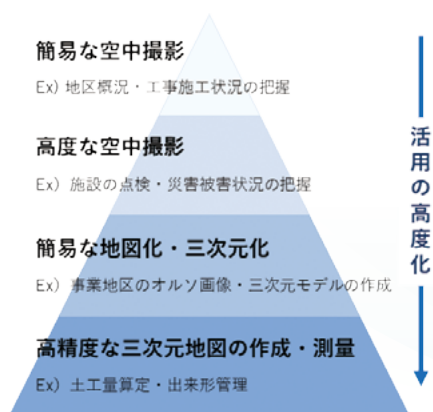 簡易な空中撮影
Ex) 地区概況・工事施工状況の把握
高度な空中撮影
Ex) 施設の点検・災害被害状況の把握
簡易な地図化・三次元化
Ex) 事業地区のオルソ画像・三次元モデルの作成
高精度な三次元地図の作成・測量
Ex) 土工量算定・出来形管理
活用の高度化